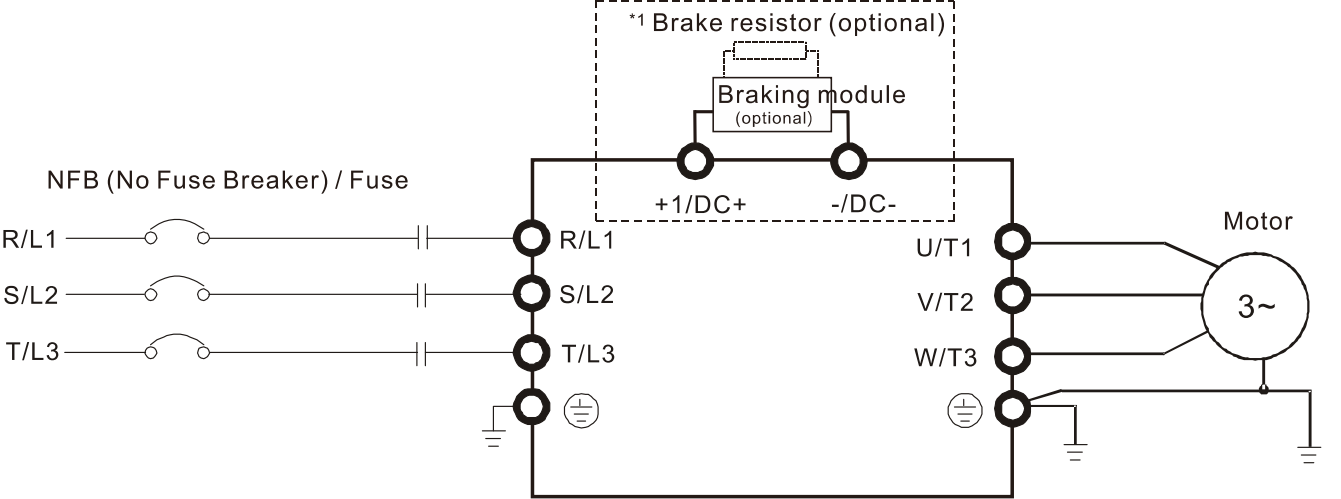 *1 Brake resistor (optional)
Braking module
(optional)
+1/DC+
-/DC-
NFB (No Fuse Breaker) / Fuse
R/L1
R/L1
S/L2
S/L2
T/L3
T/L3
U/T1
V/T2
W/T3
Motor
3~